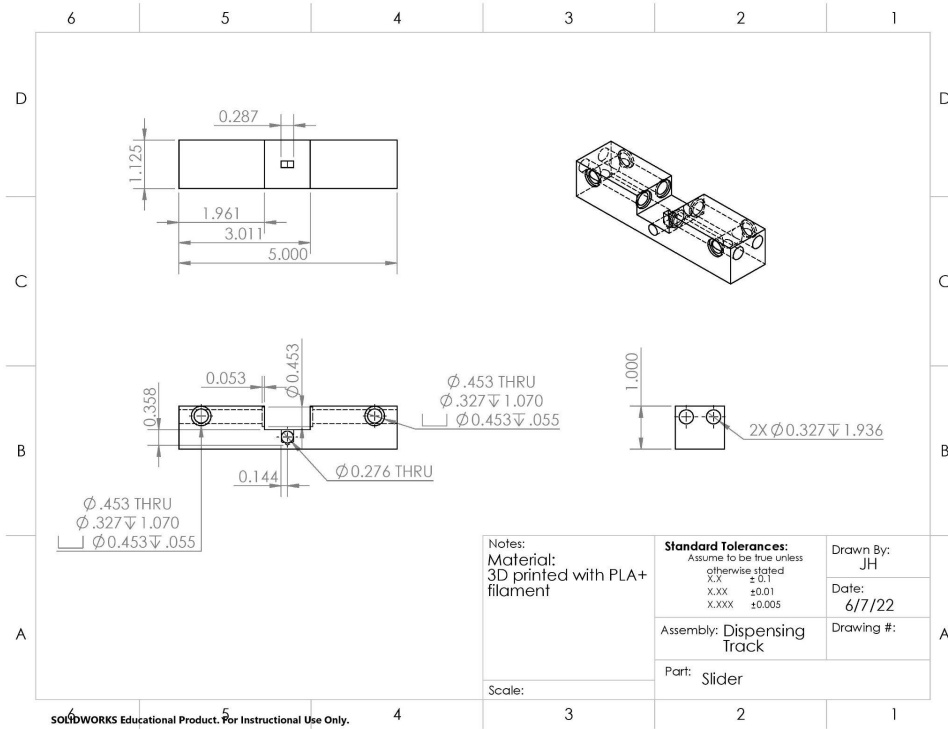 6 5 4 3 2 1
D D
0.287
1.125
1.961
3.011
5.000
C C
0.053
⌀0.453
0.358
⌀.453 THRU
⌀.327↧1.070
⌴ ⌀0.453↧.055
1.000
2X ⌀0.327↧1.936
B B
0.144
⌀0.276 THRU
⌀.453 THRU
⌀.327↧1.070
⌴ ⌀0.453↧.055
Notes:
Material:
3D printed with PLA+
filament
Scale:
Standard Tolerances:
Assume to be true unless
otherwise stated
X.X ± 0.1
X.XX ±0.01
X.XXX ±0.005
Drawn By:
JH
Date:
6/7/22
Assembly: Dispensing
Track
Drawing #:
Part: Slider
A A
6 5 4 3 2 1
SOLIDWORKS Educational Product. For Instructional Use Only.